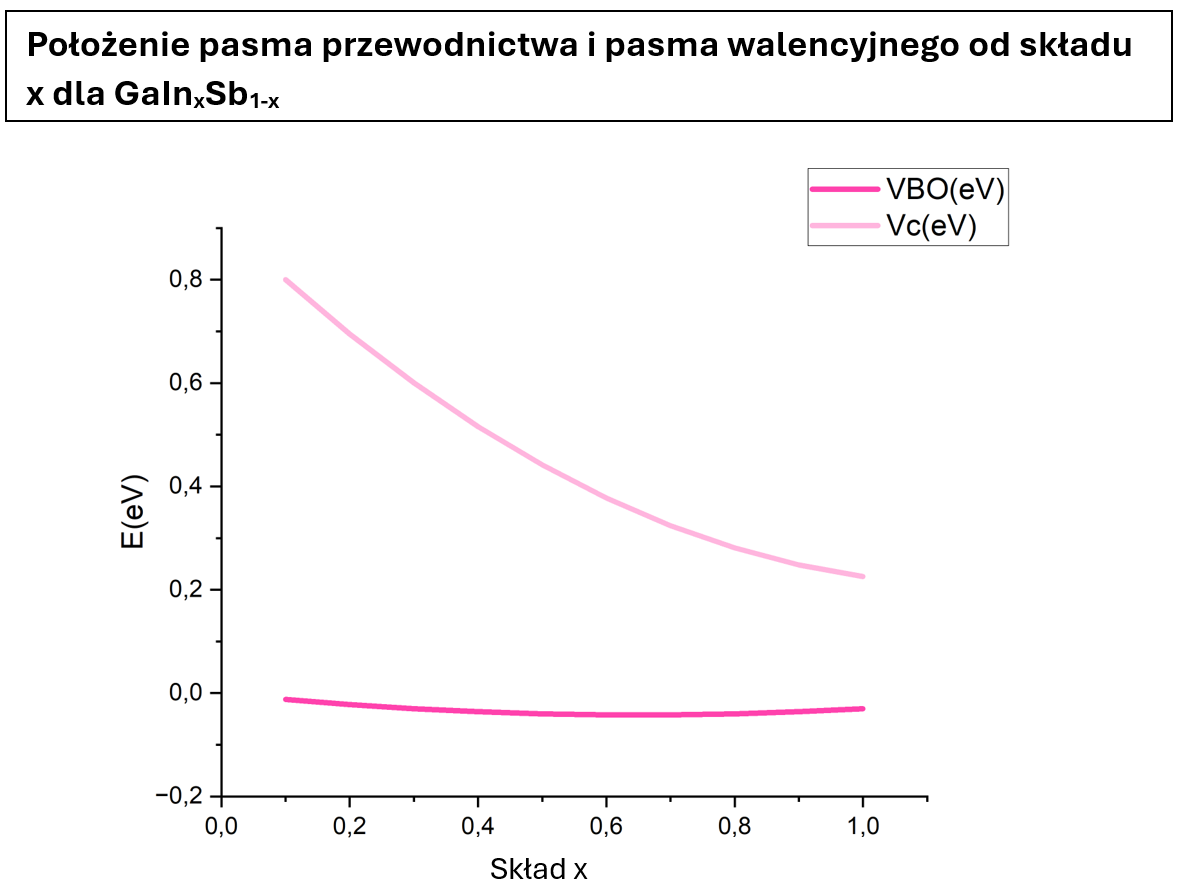 Położenie pasma przewodnictwa i pasma walencyjnego od składu
x dla GaInₓSb₁₋ₓ
VBO(eV)
Vc(eV)
0,8
0,6
0,4
0,2
0,0
−0,2
E(eV)
0,0 0,2 0,4 0,6 0,8 1,0
Skład x